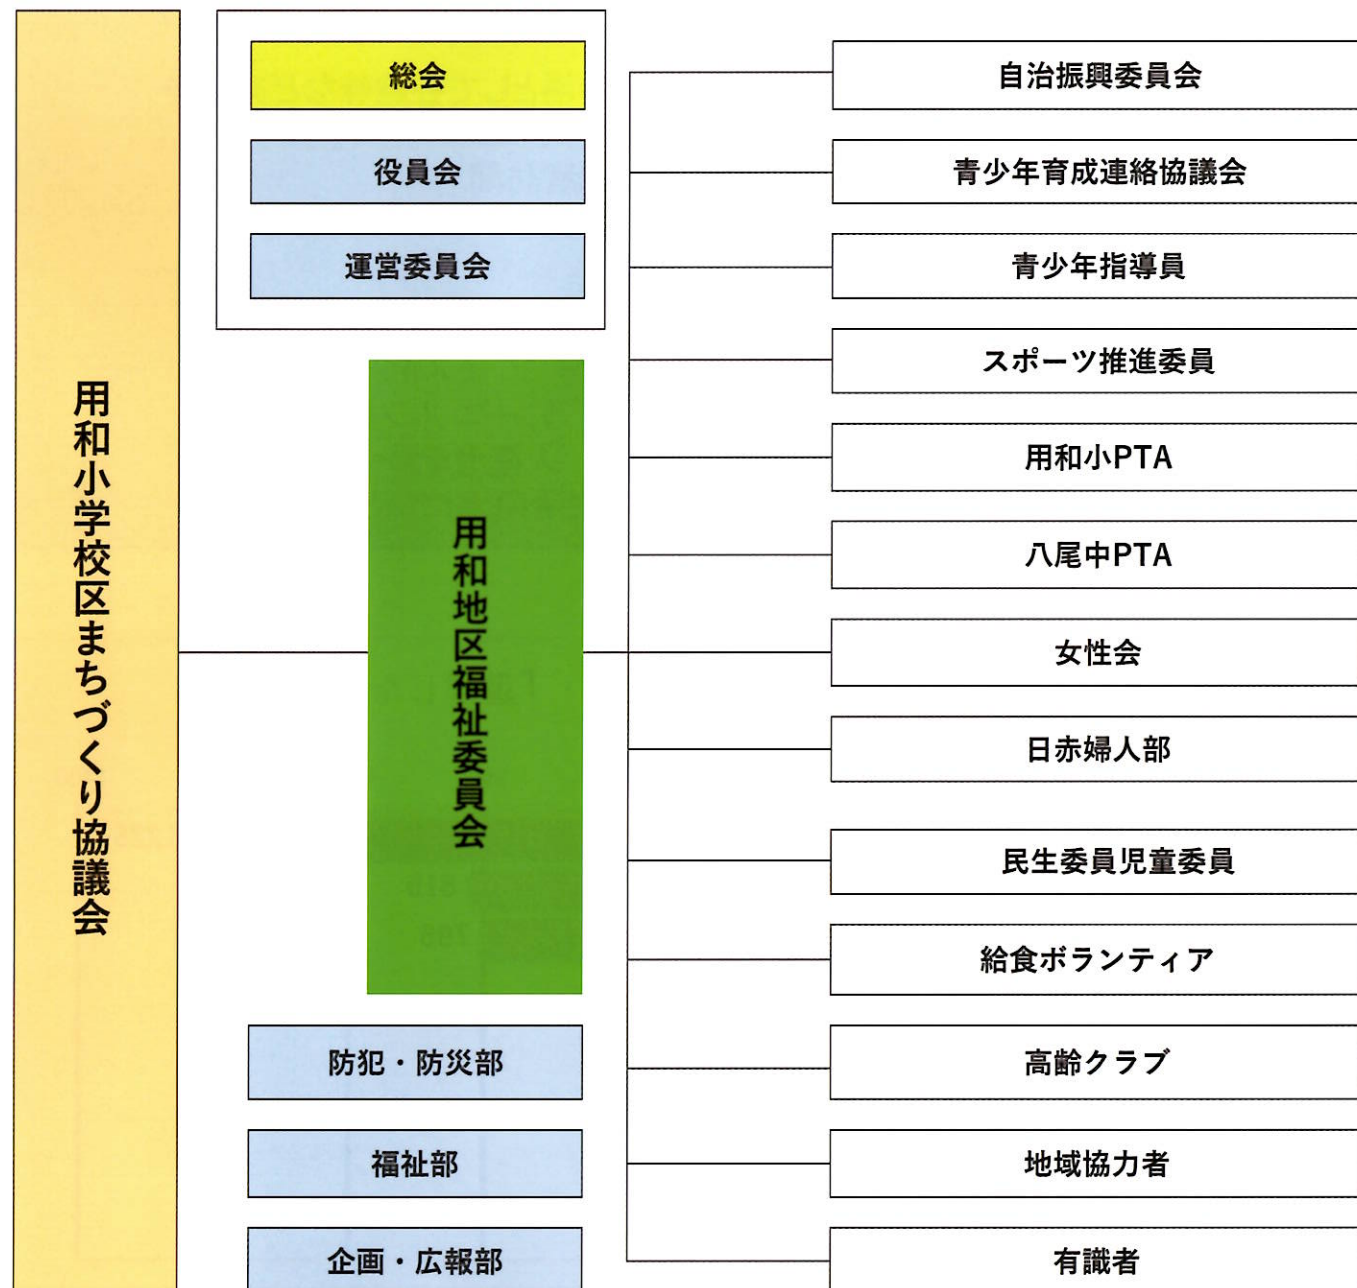 用和小学校区まちづくり協議会
総会
役員会
運営委員会
用和地区福祉委員会
防犯・防災部
福祉部
企画・広報部
自治振興委員会
青少年育成連絡協議会
青少年指導員
スポーツ推進委員
用和小PTA
八尾中PTA
女性会
日赤婦人部
民生委員児童委員
給食ボランティア
高齢クラブ
地域協力者
有識者